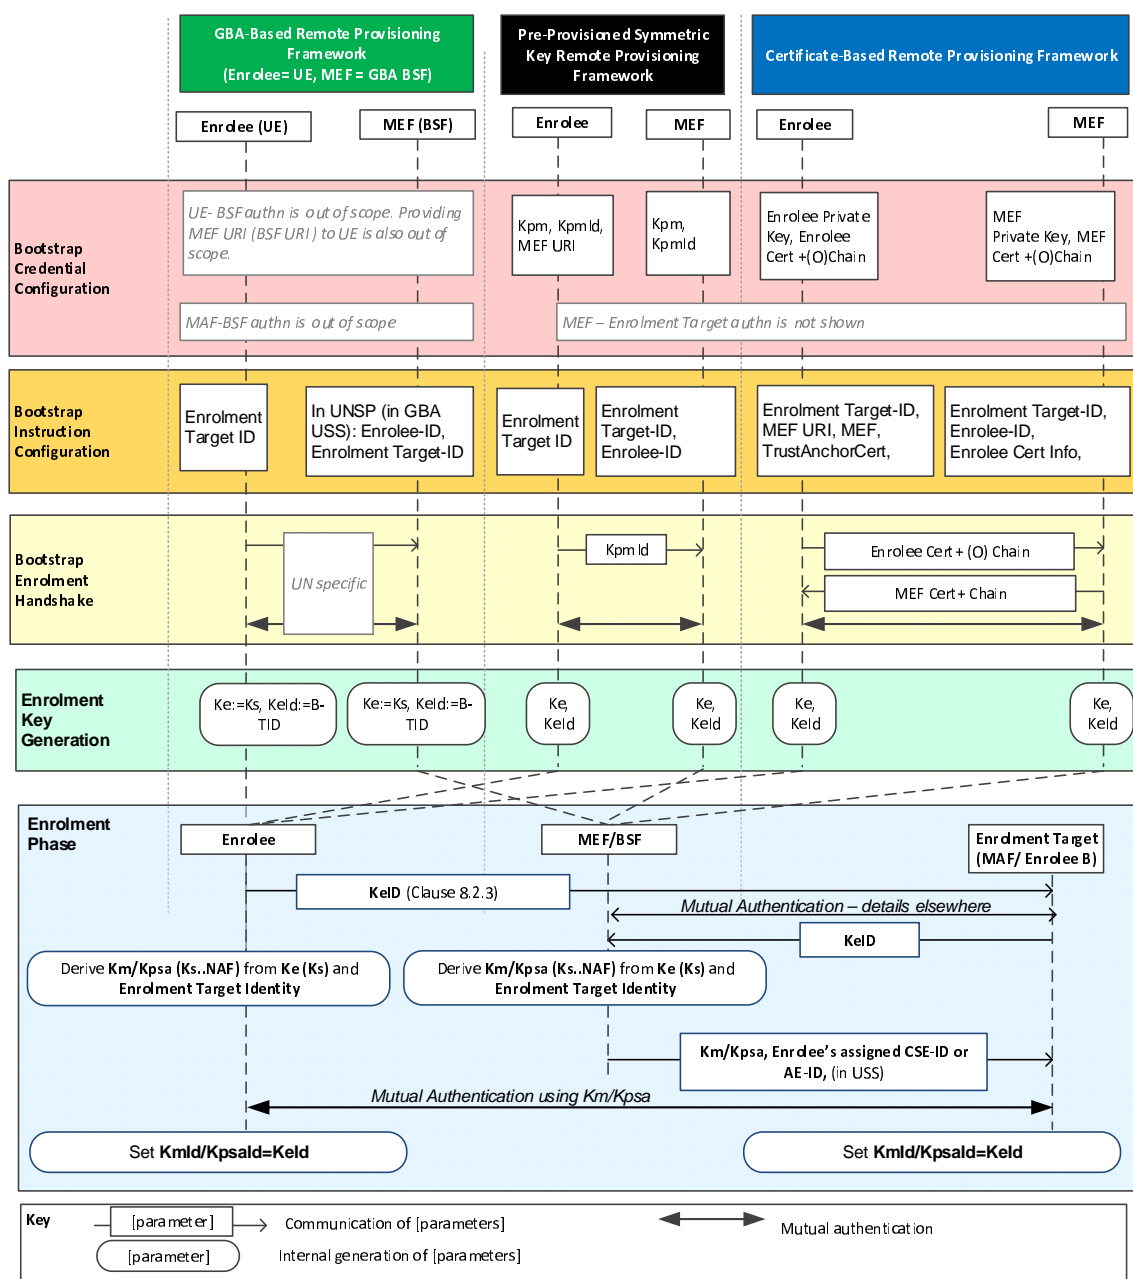 GBA-Based Remote Provisioning
Framework
(Enrolee= UE, MEF = GBA BSF)
Pre-Provisioned Symmetric
Key Remote Provisioning
Framework
Certificate-Based Remote Provisioning Framework
Enrolee (UE)
MEF (BSF)
Enrolee
MEF
Enrolee
MEF
Bootstrap
Credential
Configuration
UE- BSF authn is out of scope. Providing
MEF URI (BSF URI ) to UE is also out of
scope.
Kpm, KpmId,
MEF URI
Kpm,
KpmId
Enrolee Private
Key, Enrolee
Cert +(O)Chain
MEF
Private Key, MEF
Cert +(O)Chain
MAF-BSF authn is out of scope
MEF – Enrolment Target authn is not shown
Bootstrap
Instruction
Configuration
Enrolment
Target ID
In UNSP (in GBA
USS): Enrolee-ID,
Enrolment Target-ID
Enrolment
Target ID
Enrolment
Target-ID,
Enrolee-ID
Enrolment Target-ID,
MEF URI, MEF,
TrustAnchorCert,
Enrolment Target-ID,
Enrolee-ID,
Enrolee Cert Info,
Bootstrap
Enrolment
Handshake
UN specific
KpmId
Enrolee Cert + (O) Chain
MEF Cert + Chain
Enrolment
Key
Generation
Ke:=Ks, KeId:=B-
TID
Ke:=Ks, KeId:=B-
TID
Ke,
KeId
Ke,
KeId
Ke,
KeId
Ke,
KeId
Enrolment
Phase
Enrolee
MEF/BSF
Enrolment Target
(MAF/ Enrolee B)
KeID (Clause 8.2.3)
Mutual Authentication – details elsewhere
KeID
Derive Km/Kpsa (Ks..NAF) from Ke (Ks) and
Enrolment Target Identity
Derive Km/Kpsa (Ks..NAF) from Ke (Ks) and
Enrolment Target Identity
Km/Kpsa, Enrolee's assigned CSE-ID or
AE-ID, (in USS)
Mutual Authentication using Km/Kpsa
Set KmId/KpsaId=KeId
Set KmId/KpsaId=KeId
Key
[parameter]
Communication of [parameters]
Mutual authentication
[parameter]
Internal generation of [parameters]